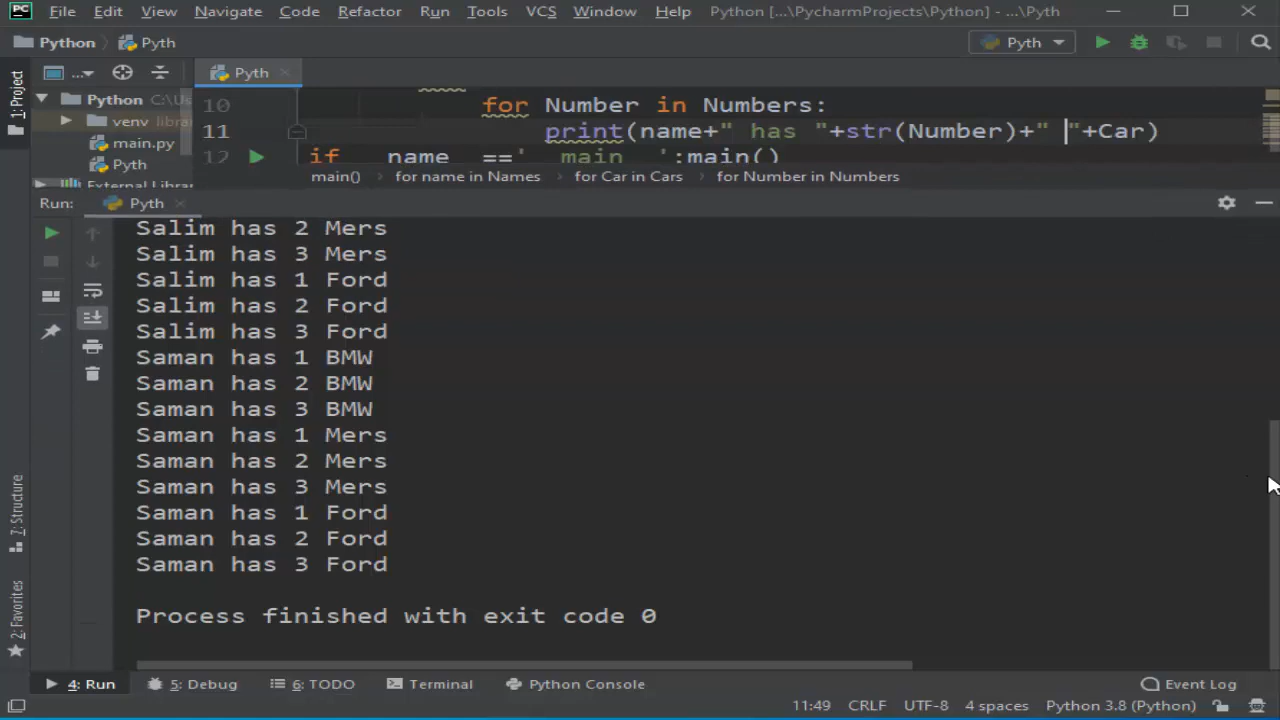 PC File Edit View Navigate Code Refactor Run Tools VCS Window Help Python [...\PycharmProjects\Python] - ...\Pyth
Python Pyth Pyth
1: Project
... Pyth
Python C:\Us
venv libra
main.py
Pyth
External Librar
10 for Number in Numbers:
11 print(name+" has "+str(Number)+" "+Car)
12 if __name__=='__main__':main()
main() for name in Names for Car in Cars for Number in Numbers
Run: Pyth
Salim has 2 Mers
Salim has 3 Mers
Salim has 1 Ford
Salim has 2 Ford
Salim has 3 Ford
Saman has 1 BMW
Saman has 2 BMW
Saman has 3 BMW
Saman has 1 Mers
Saman has 2 Mers
Saman has 3 Mers
Saman has 1 Ford
Saman has 2 Ford
Saman has 3 Ford
Process finished with exit code 0
7: Structure
2: Favorites
4: Run 5: Debug 6: TODO Terminal Python Console Event Log
11:49 CRLF UTF-8 4 spaces Python 3.8 (Python)